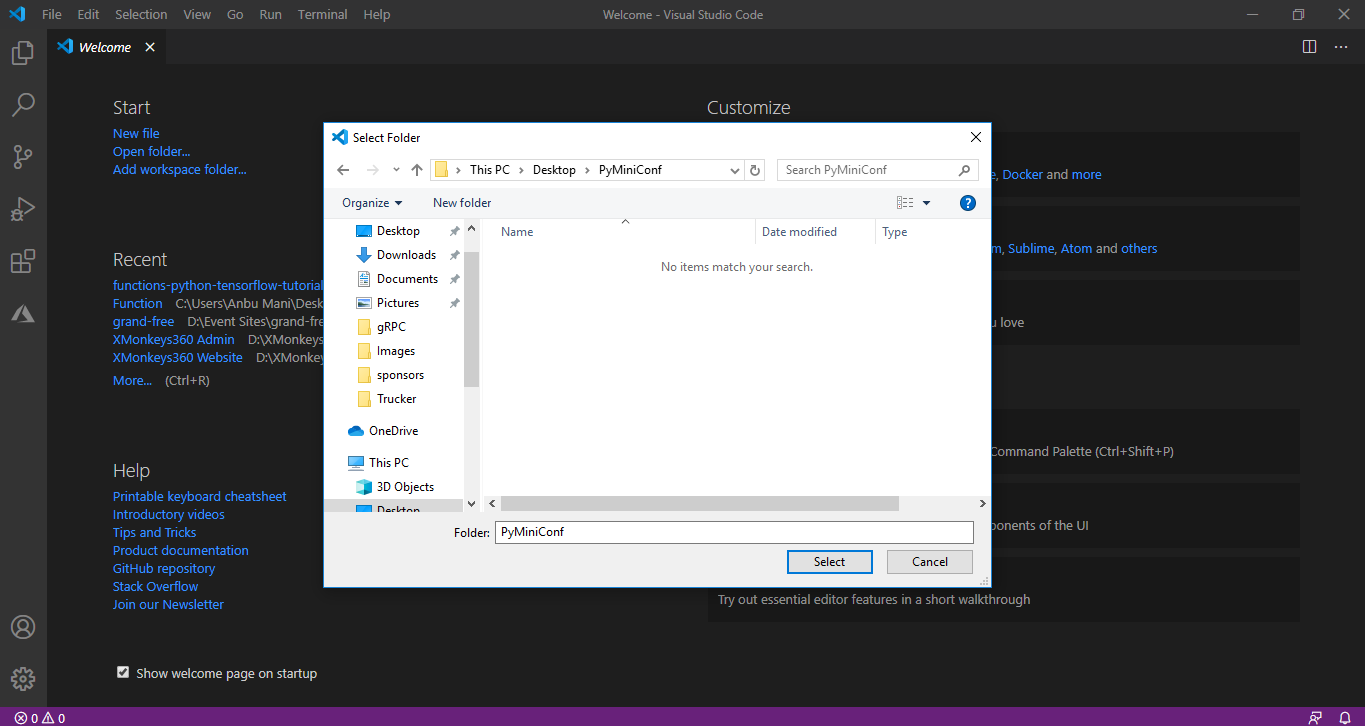 File Edit Selection View Go Run Terminal Help Welcome - Visual Studio Code
Welcome
Start
New file
Open folder...
Add workspace folder...
Recent
functions-python-tensorflow-tutorial
Function C:\Users\Anbu Mani\Desk
grand-free D:\Event Sites\grand-fre
XMonkeys360 Admin D:\XMonkeys
XMonkeys360 Website D:\XMonkey
More... (Ctrl+R)
Help
Printable keyboard cheatsheet
Introductory videos
Tips and Tricks
Product documentation
GitHub repository
Stack Overflow
Join our Newsletter
Show welcome page on startup
Select Folder
This PC Desktop PyMiniConf Search PyMiniConf
Organize New folder
Desktop
Downloads
Documents
Pictures
gRPC
Images
sponsors
Trucker
OneDrive
This PC
3D Objects
Desktop
Name Date modified Type
No items match your search.
Folder: PyMiniConf
Select Cancel
Customize
e, Docker and more
m, Sublime, Atom and others
u love
Command Palette (Ctrl+Shift+P)
ponents of the UI
Try out essential editor features in a short walkthrough
0 0